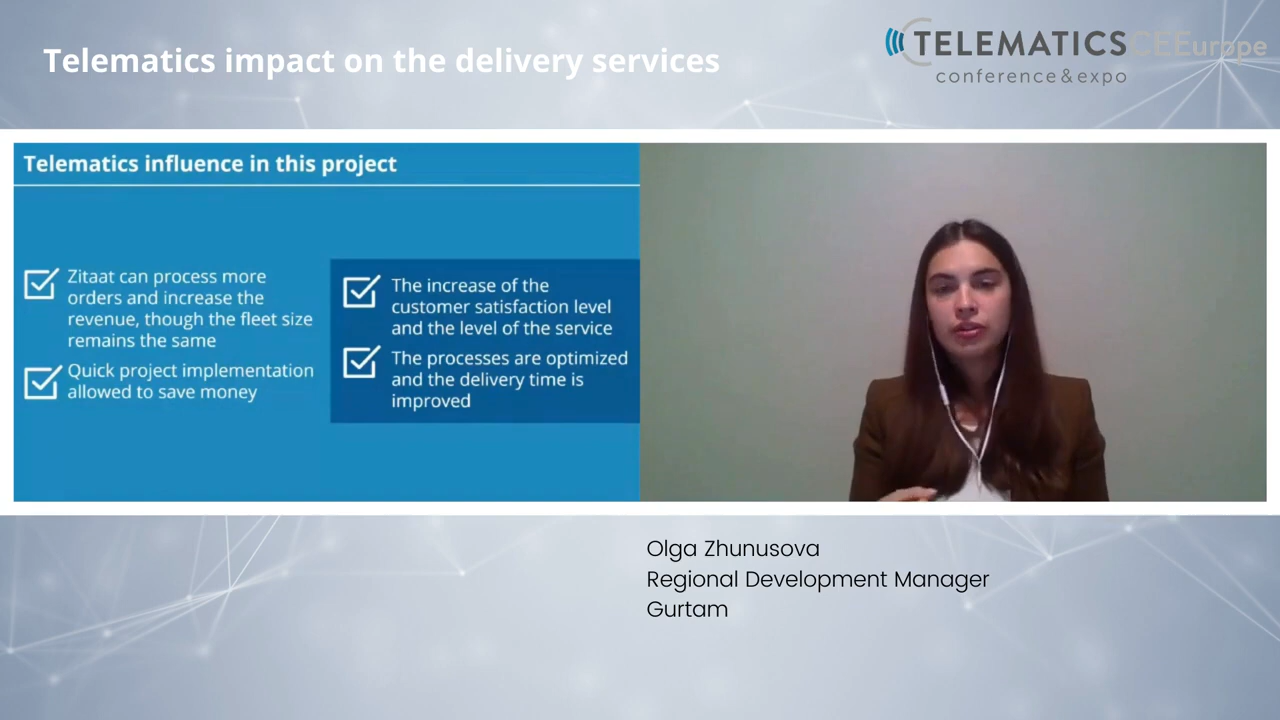 Telematics impact on the delivery services
TELEMATICS CEEurope
conference & expo
Telematics influence in this project
Zitaat can process more
orders and increase the
revenue, though the fleet size
remains the same
Quick project implementation
allowed to save money
The increase of the
customer satisfaction level
and the level of the service
The processes are optimized
and the delivery time is
improved
Olga Zhunusova
Regional Development Manager
Gurtam